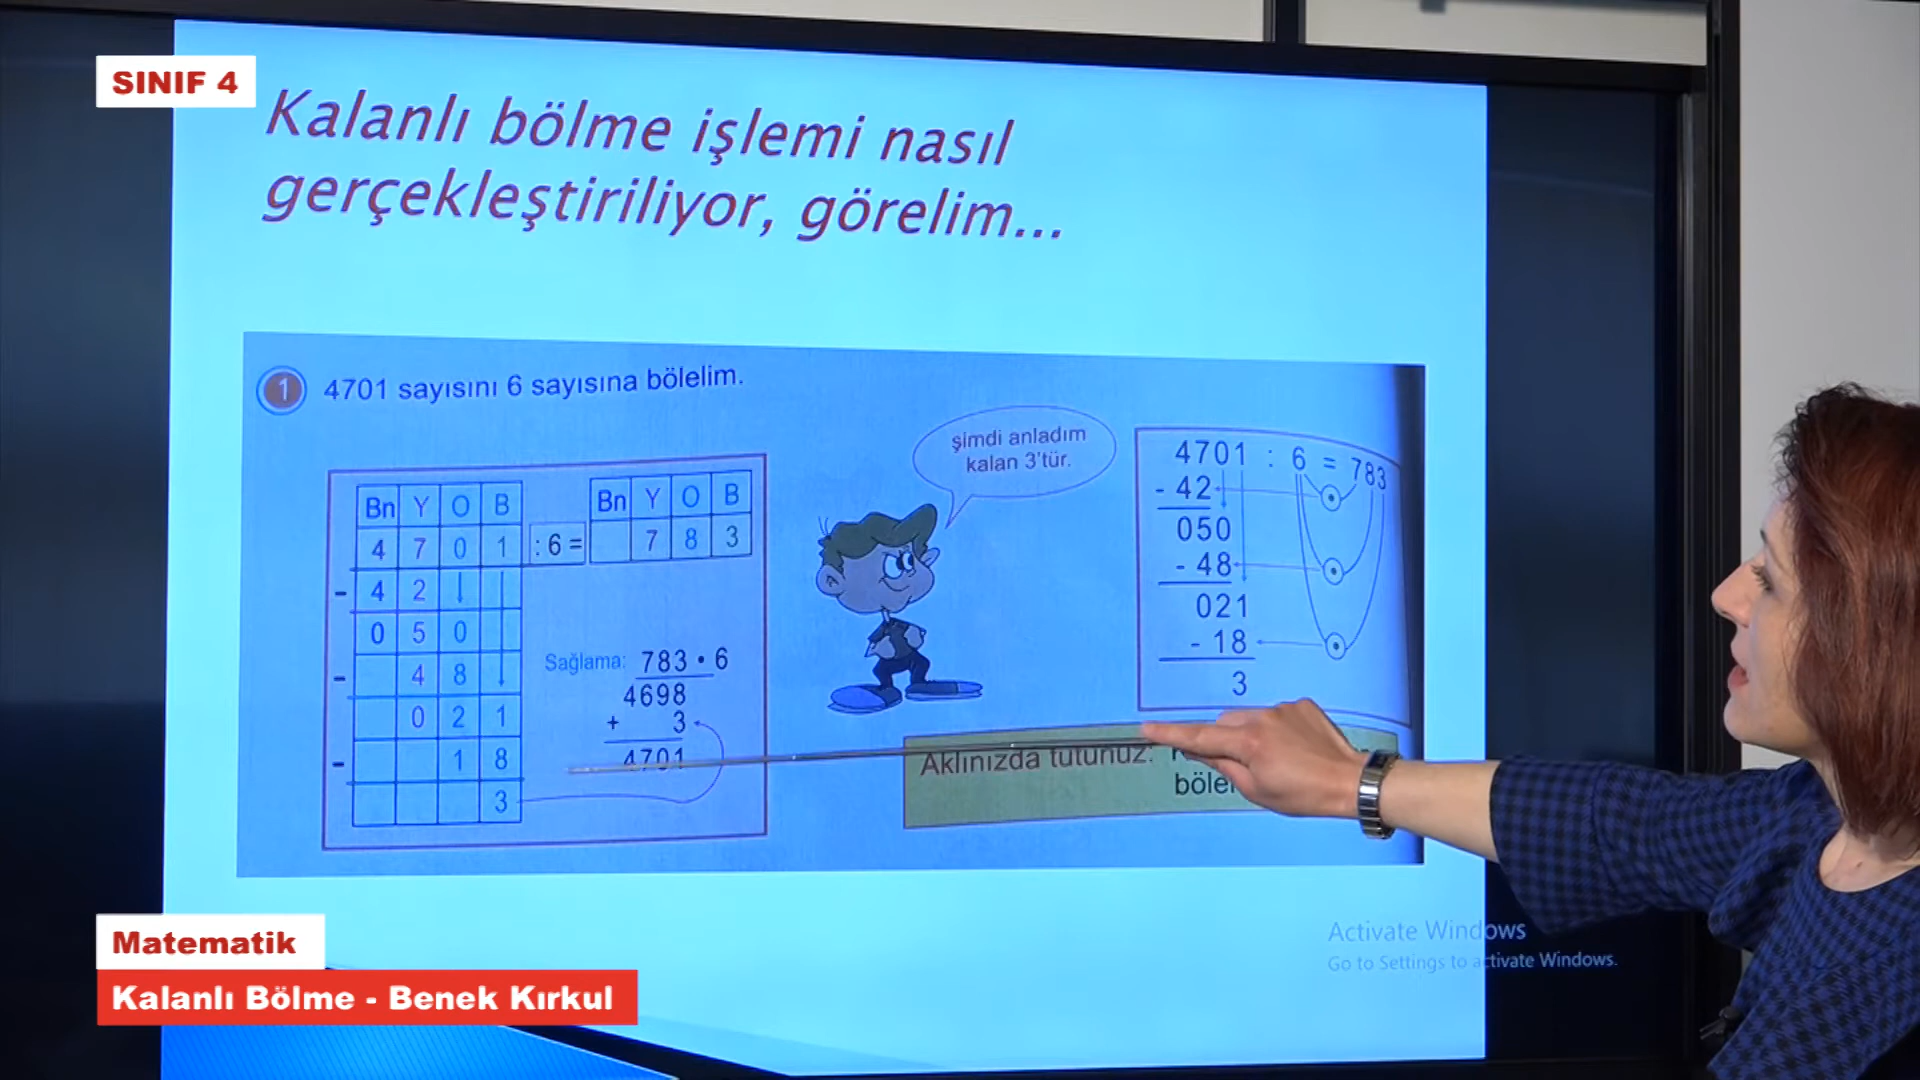 SINIF 4
Kalanlı bölme işlemi nasıl
gerçekleştiriliyor, görelim...
1 4701 sayısını 6 sayısına bölelim.
Bn Y O B
4 7 0 1 : 6 =
- 4 2
0 5 0
- 4 8
0 2 1
- 1 8
3
Bn Y O B
7 8 3
Sağlama: 783 • 6
4698
+ 3
4701
şimdi anladım
kalan 3'tür.
4701 : 6 = 783
- 42
050
- 48
021
- 18
3
Aklınızda tutunuz:
Activate Windows
Go to Settings to activate Windows.
Matematik
Kalanlı Bölme - Benek Kırkul